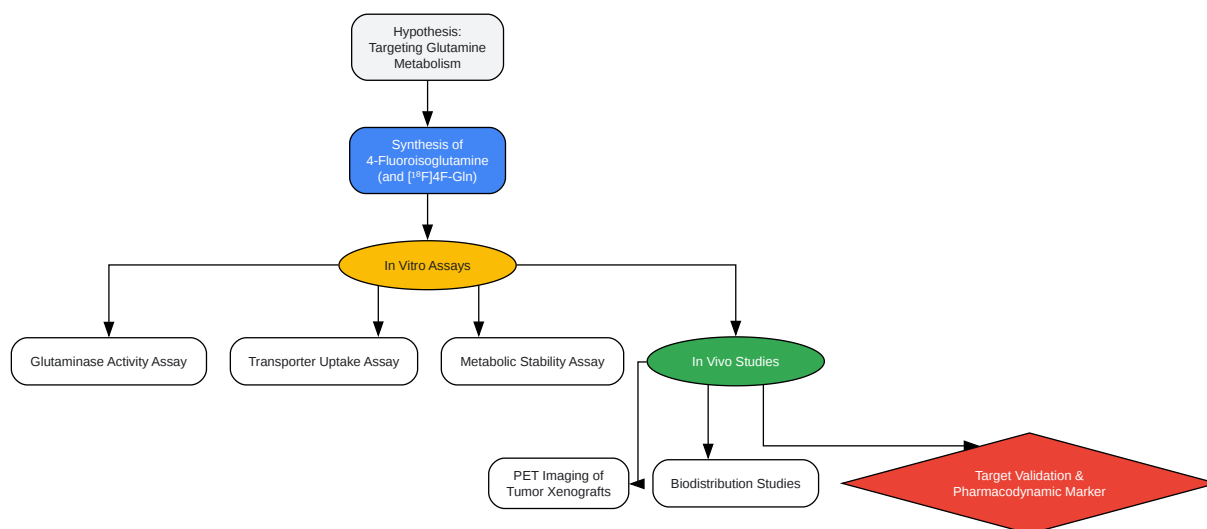 Hypothesis:
Targeting Glutamine
Metabolism
Synthesis of
4-Fluoroisoglutamine
(and [¹⁸F]4F-Gln)
In Vitro Assays
Glutaminase Activity Assay
Transporter Uptake Assay
Metabolic Stability Assay
In Vivo Studies
PET Imaging of
Tumor Xenografts
Biodistribution Studies
Target Validation &
Pharmacodynamic Marker